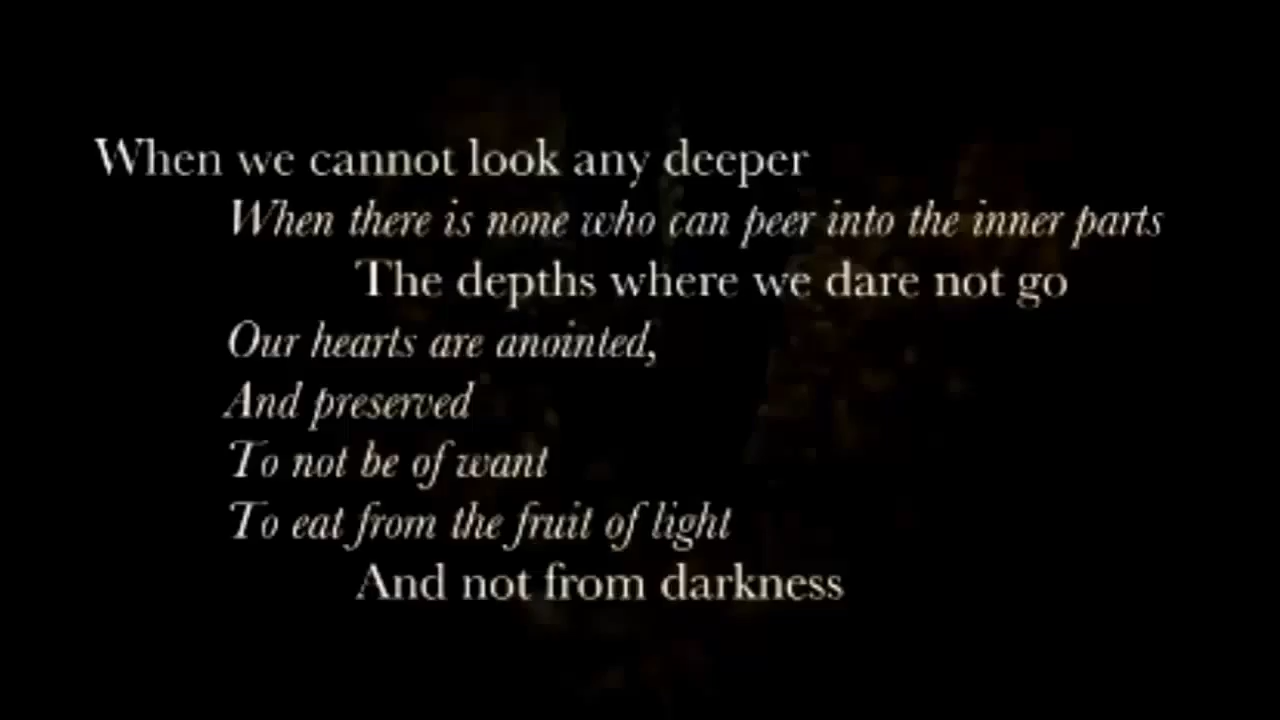 When we cannot look any deeper
When there is none who can peer into the inner parts
The depths where we dare not go
Our hearts are anointed,
And preserved
To not be of want
To eat from the fruit of light
And not from darkness